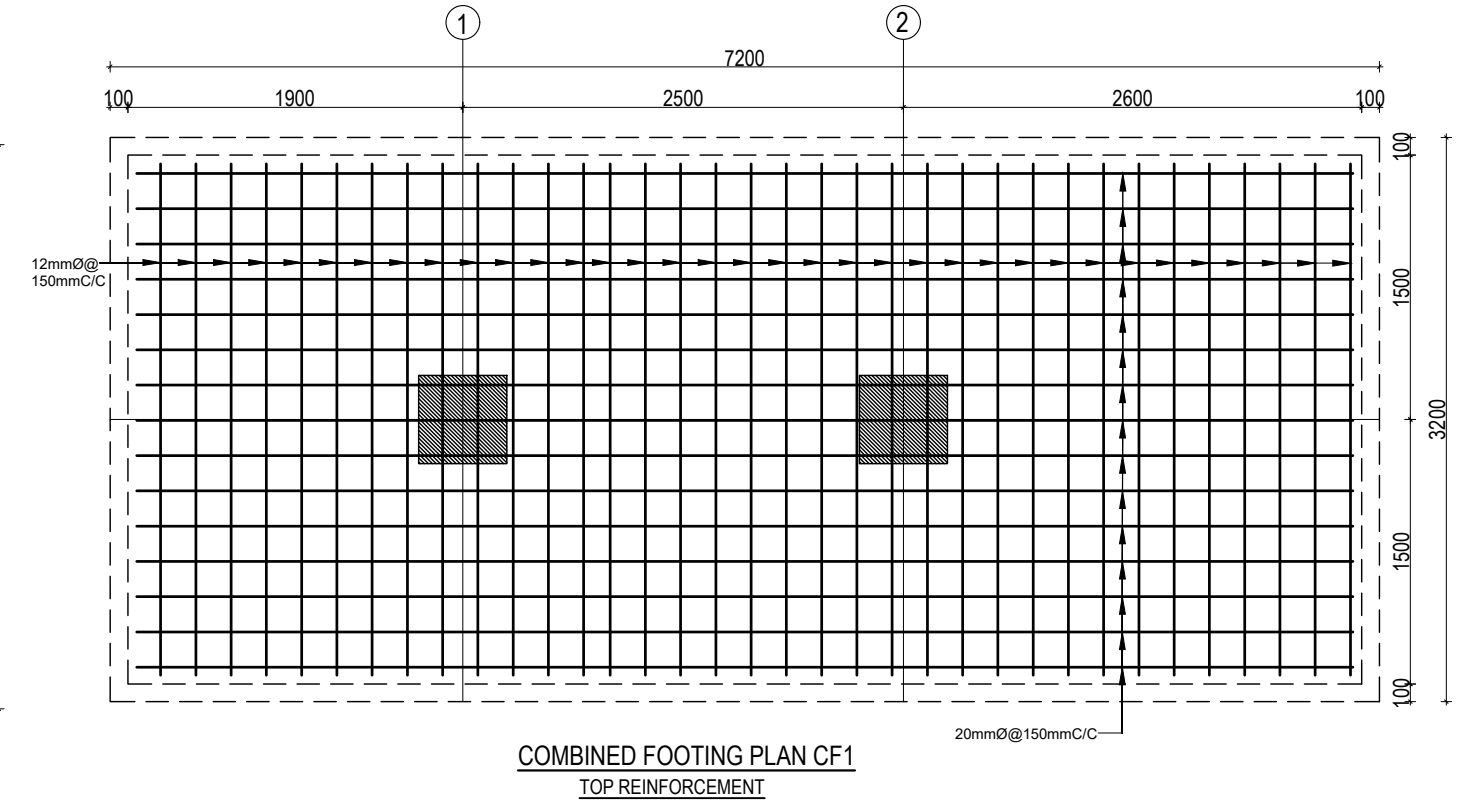 1
2
7200
100
1900
2500
2600
100
100
12mmØ@
150mmC/C
1500
3200
1500
100
20mmØ@150mmC/C
COMBINED FOOTING PLAN CF1
TOP REINFORCEMENT